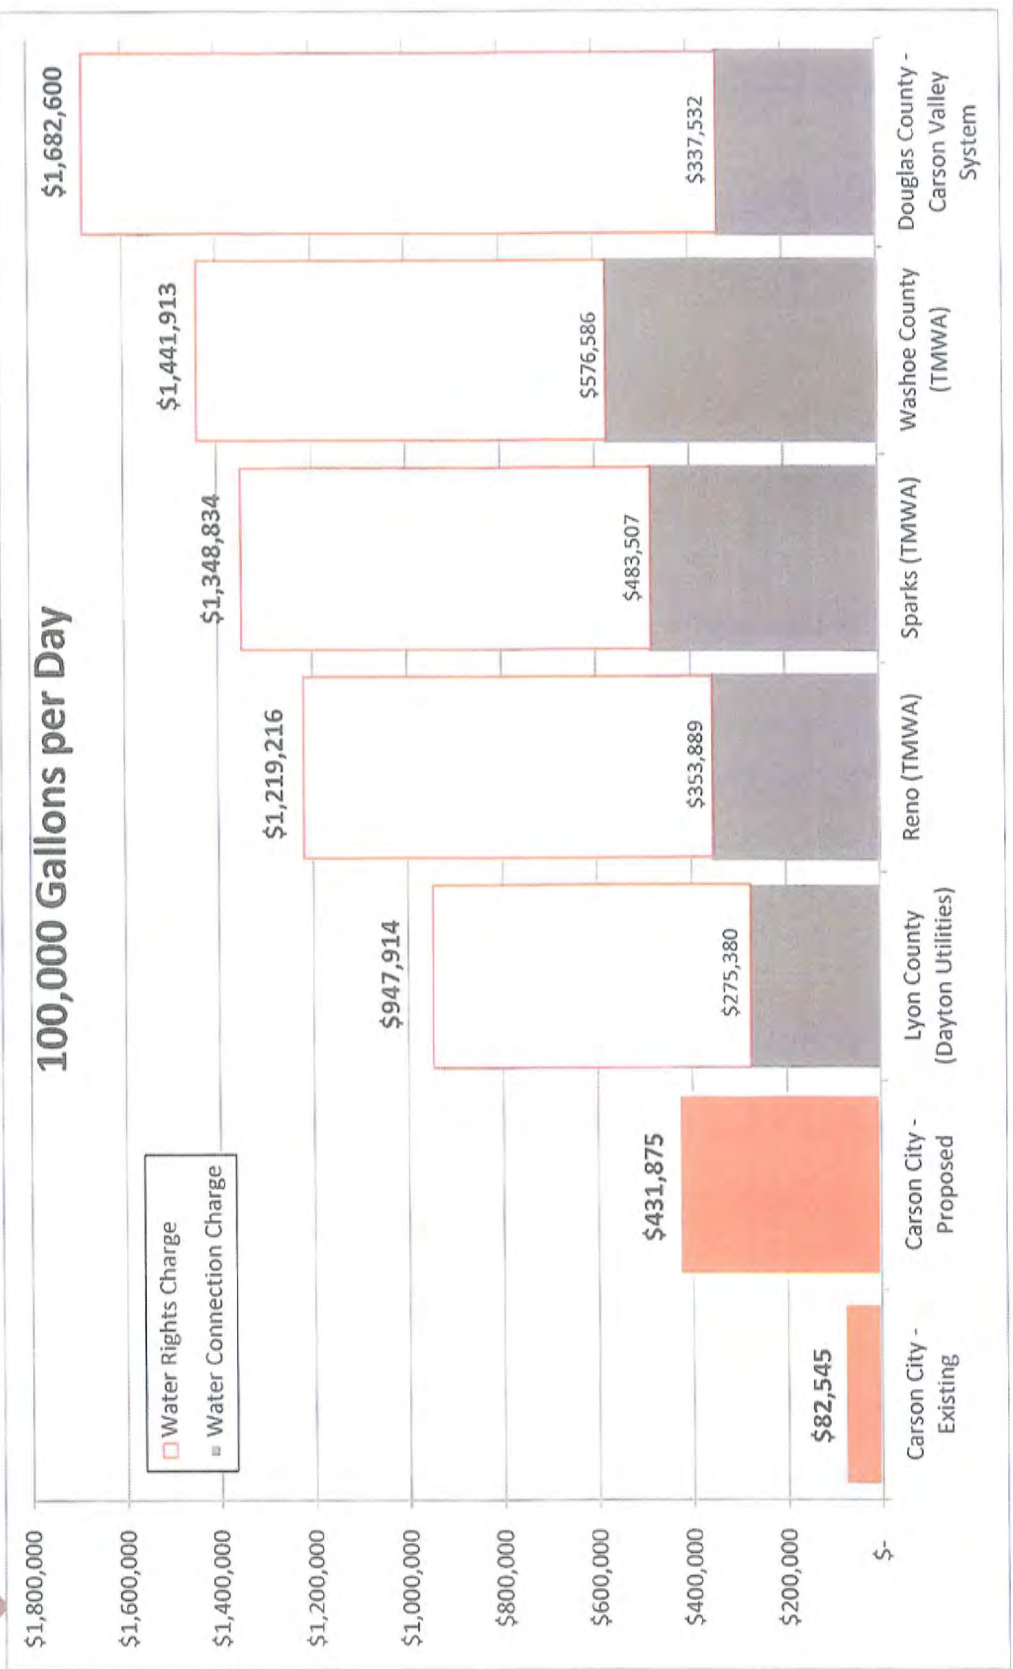 100,000 Gallons per Day
$1,800,000
$1,600,000
$1,400,000
$1,200,000
$1,000,000
$800,000
$600,000
$400,000
$200,000
$-
Water Rights Charge
Water Connection Charge
$82,545
$431,875
$947,914
$275,380
$1,219,216
$353,889
$1,348,834
$483,507
$1,441,913
$576,586
$1,682,600
$337,532
Carson City -
Existing
Carson City -
Proposed
Lyon County
(Dayton Utilities)
Reno (TMWA)
Sparks (TMWA)
Washoe County
(TMWA)
Douglas County -
Carson Valley
System